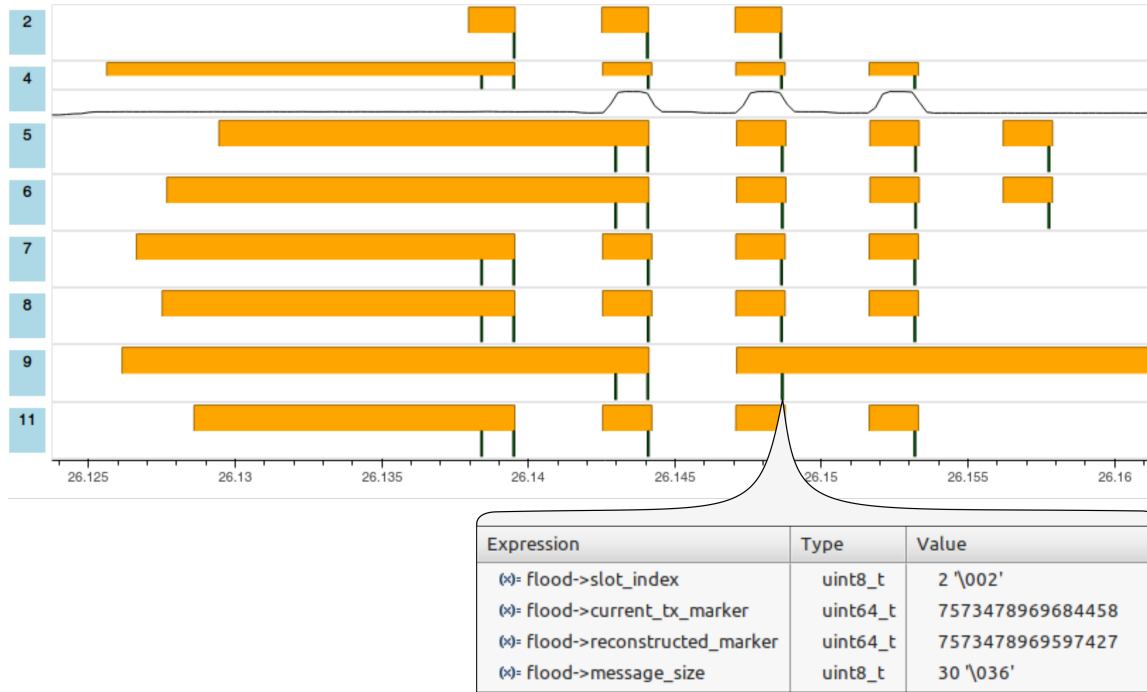 2
4
5
6
7
8
9
11
26.125 26.13 26.135 26.14 26.145 26.15 26.155 26.16
Expression Type Value
(x)= flood->slot_index uint8_t 2 '\002'
(x)= flood->current_tx_marker uint64_t 7573478969684458
(x)= flood->reconstructed_marker uint64_t 7573478969597427
(x)= flood->message_size uint8_t 30 '\036'